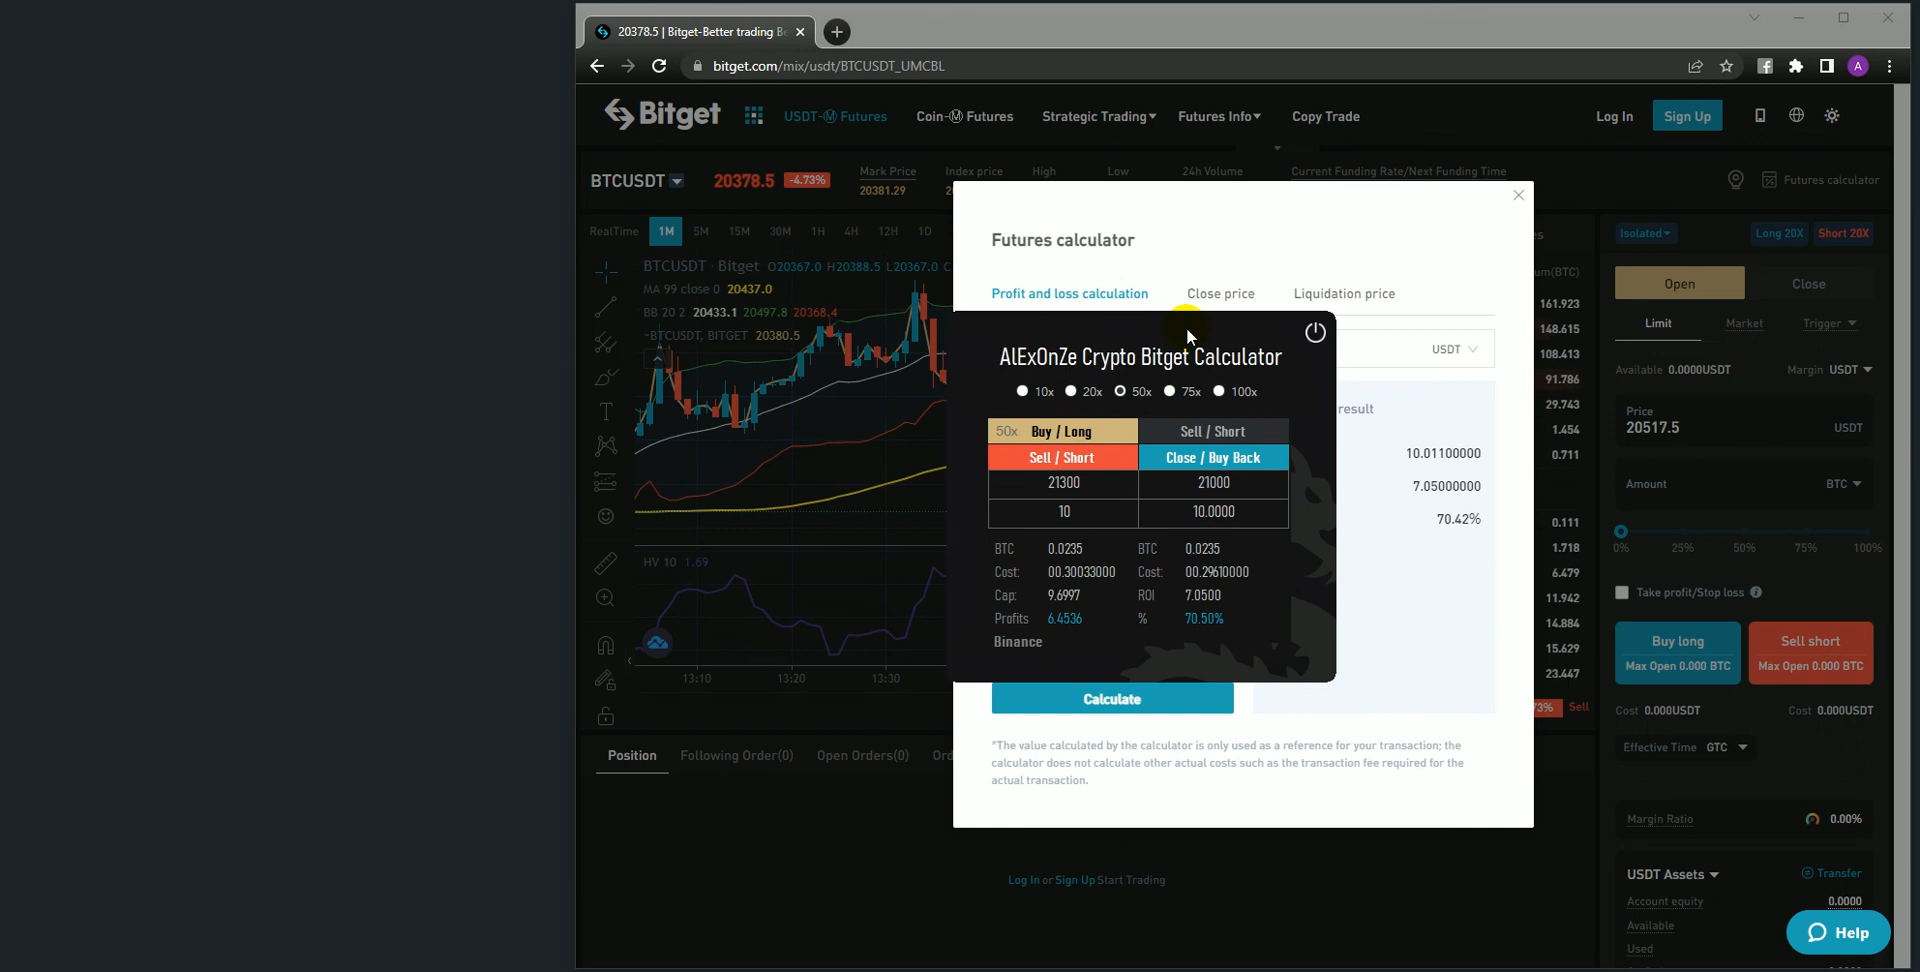 20378.5 | Bitget-Better trading Be
bitget.com/mix/usdt/BTCUSDT_UMCBL
A
Bitget
USDT-Ⓜ Futures
Coin-Ⓜ Futures
Strategic Trading
Futures Info
Copy Trade
Log In
Sign Up
BTCUSDT
20378.5
-4.73%
Mark Price
20381.29
Index price
High
Low
24h Volume
Current Funding Rate/Next Funding Time
Futures calculator
RealTime 1M 5M 15M 30M 1H 4H 12H 1D
BTCUSDT · Bitget O20367.0 H20388.5 L20367.0 C
MA 99 close 0 20437.0
BB 20 2 20433.1 20497.8 20368.4
~BTCUSDT, BITGET 20380.5
HV 10 1.69
13:10 13:20 13:30
Futures calculator
Profit and loss calculation
Close price
Liquidation price
USDT
result
10.01100000
7.05000000
70.42%
AlExOnZe Crypto Bitget Calculator
10x 20x 50x 75x 100x
50x Buy / Long
Sell / Short
Sell / Short
Close / Buy Back
21300 21000
10 10.0000
BTC 0.0235 BTC 0.0235
Cost: 00.30033000 Cost: 00.29610000
Cap: 9.6997 ROI 7.0500
Profits 6.4536 % 70.50%
Binance
Calculate
*The value calculated by the calculator is only used as a reference for your transaction; the
calculator does not calculate other actual costs such as the transaction fee required for the
actual transaction.
es
um(BTC)
161.923
148.615
108.413
91.786
29.743
1.454
0.711
0.111
1.718
6.479
11.942
14.884
15.629
23.447
73% Sell
Isolated
Long 20X
Short 20X
Open
Close
Limit
Market
Trigger
Available 0.0000USDT
Margin USDT
Price
20517.5
USDT
Amount
BTC
0% 25% 50% 75% 100%
Take profit/Stop loss
Buy long
Max Open 0.000 BTC
Sell short
Max Open 0.000 BTC
Cost 0.000USDT
Cost 0.000USDT
Effective Time GTC
Margin Ratio
0.00%
USDT Assets
Transfer
Account equity
0.0000
Available
Used
Help
Position
Following Order(0)
Open Orders(0)
Ord
Log In or Sign Up Start Trading